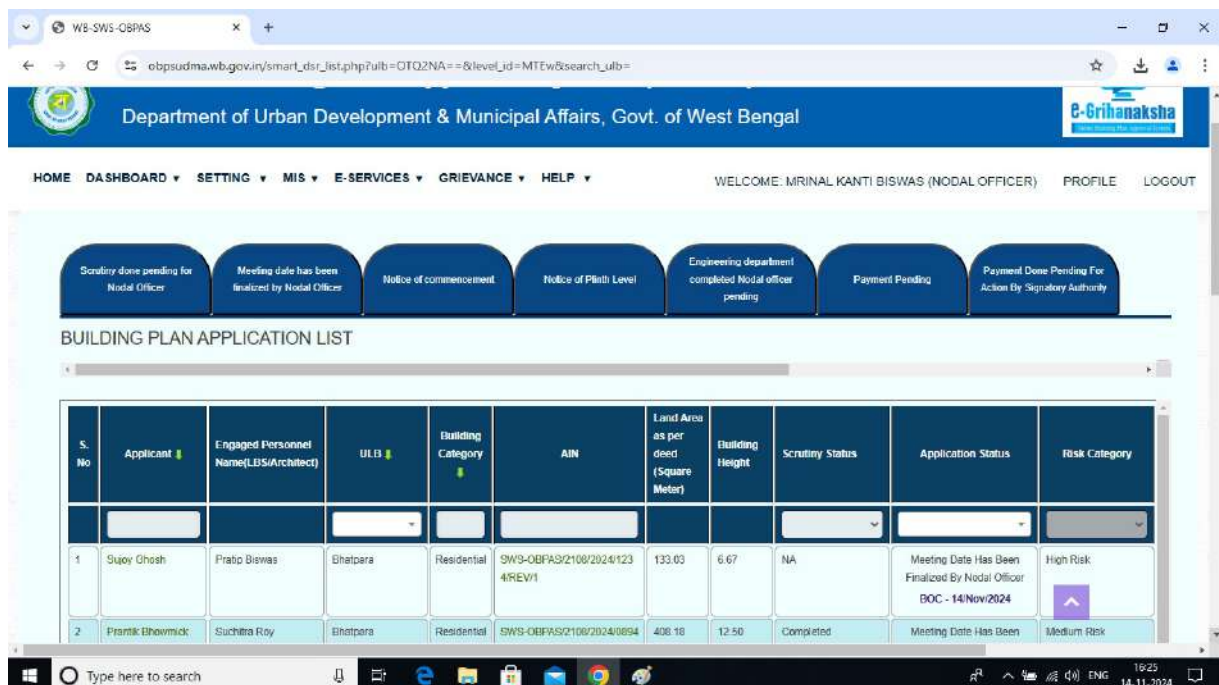 WB-SWS-OBPAS
obpsudma.wb.gov.in/smart_dsr_list.php?ulb=OTQ2NA==&level_id=MTEw&search_ulb=
Department of Urban Development & Municipal Affairs, Govt. of West Bengal
e-Grihanaksha
HOME DASHBOARD SETTING MIS E-SERVICES GRIEVANCE HELP WELCOME: MRINAL KANTI BISWAS (NODAL OFFICER) PROFILE LOGOUT
Scrutiny done pending for
Nodal Officer
Meeting date has been
finalized by Nodal Officer
Notice of commencement
Notice of Plinth Level
Engineering department
completed Nodal officer
pending
Payment Pending
Payment Done Pending For
Action By Signatory Authority
BUILDING PLAN APPLICATION LIST
S.
No
Applicant
Engaged Personnel
Name(LBS/Architect)
ULB
Building
Category
AIN
Land Area
as per
deed
(Square
Meter)
Building
Height
Scrutiny Status
Application Status
Risk Category
1 Sujoy Ghosh Pratip Biswas Bhatpara Residential SWS-OBPAS/2108/2024/123 133.03 6.67 NA Meeting Date Has Been High Risk
4/REV/1 Finalized By Nodal Officer
BOC - 14/Nov/2024
2 Prantik Bhowmick Suchitra Roy Bhatpara Residential SWS-OBPAS/2108/2024/0894 408.18 12.50 Completed Meeting Date Has Been Medium Risk
Type here to search
ENG
16:25
14-11-2024